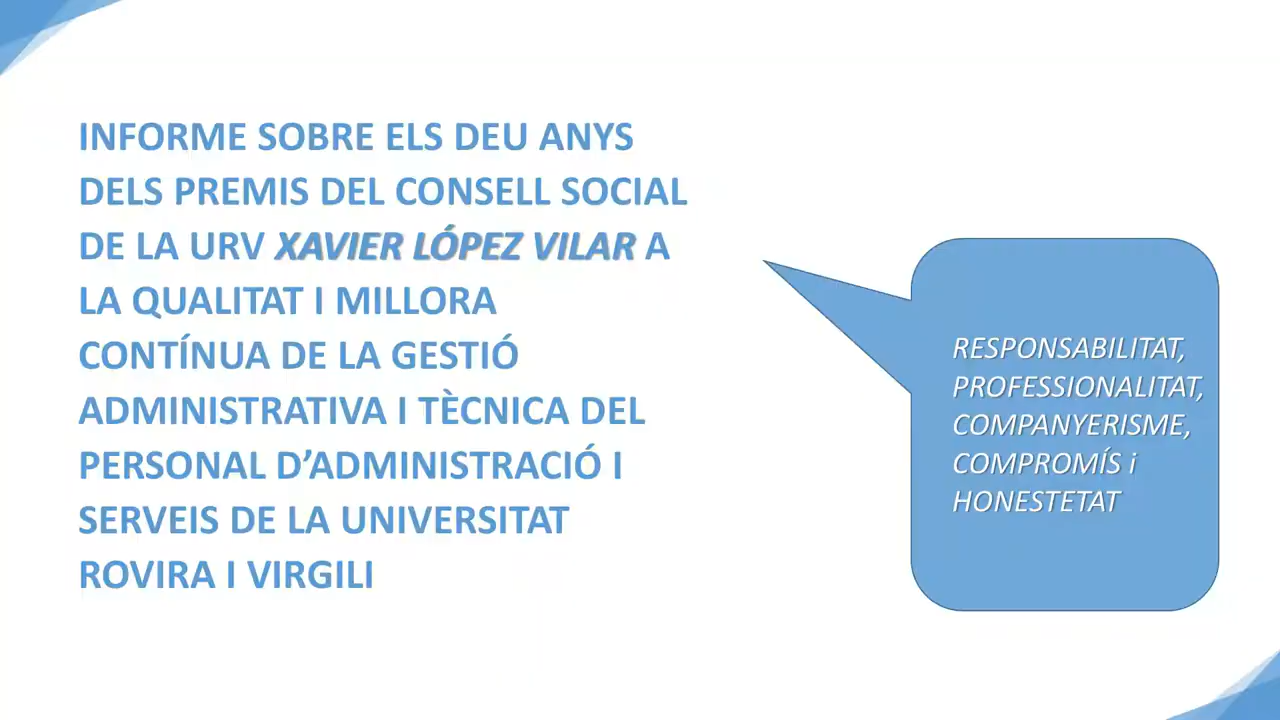 INFORME SOBRE ELS DEU ANYS
DELS PREMIS DEL CONSELL SOCIAL
DE LA URV XAVIER LÓPEZ VILAR A
LA QUALITAT I MILLORA
CONTÍNUA DE LA GESTIÓ
ADMINISTRATIVA I TÈCNICA DEL
PERSONAL D’ADMINISTRACIÓ I
SERVEIS DE LA UNIVERSITAT
ROVIRA I VIRGILI
RESPONSABILITAT,
PROFESSIONALITAT,
COMPANYERISME,
COMPROMÍS i
HONESTETAT